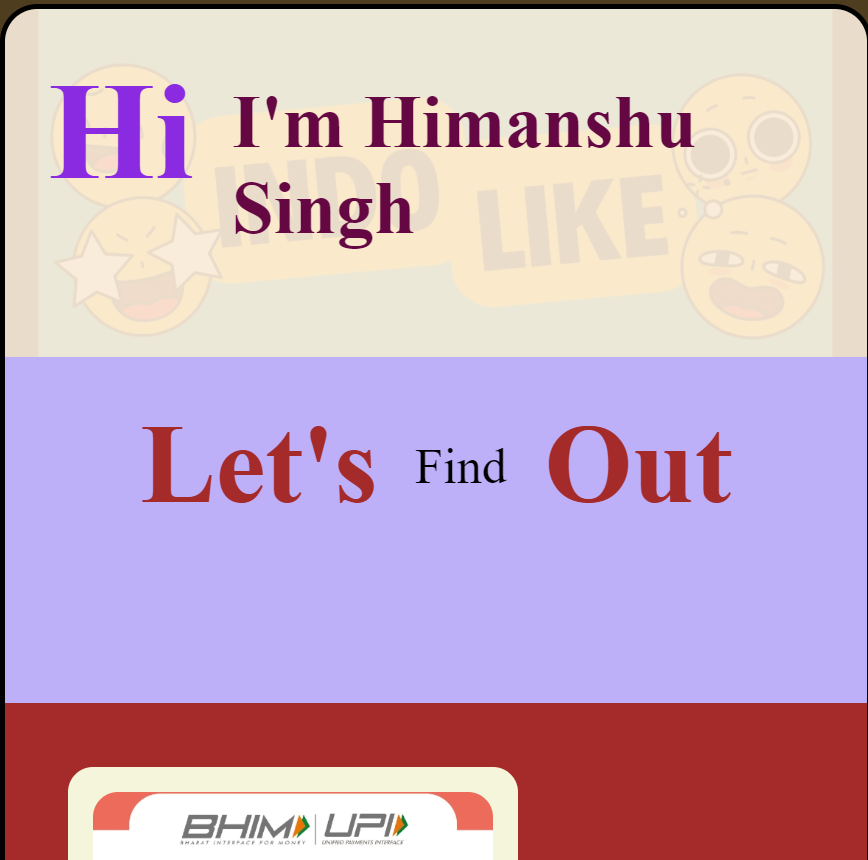 Hi
I'm Himanshu
Singh
INDO
LIKE
Let's Find Out
BHIM UPI
BHARAT INTERFACE FOR MONEY UNIFIED PAYMENTS INTERFACE